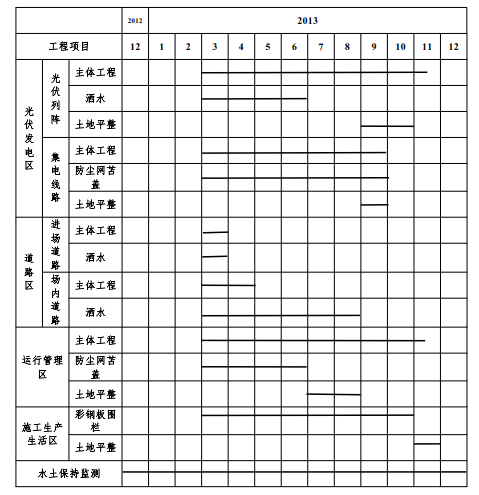 2012 2013
工程项目 12 1 2 3 4 5 6 7 8 9 10 11 12
光伏发电区
光伏列阵
主体工程
洒水
土地平整
集电线路
主体工程
防尘网苫盖
土地平整
道路区
进场道路
主体工程
洒水
场内道路
主体工程
洒水
运行管理区
主体工程
防尘网苫盖
土地平整
施工生产生活区
彩钢板围栏
土地平整
水土保持监测